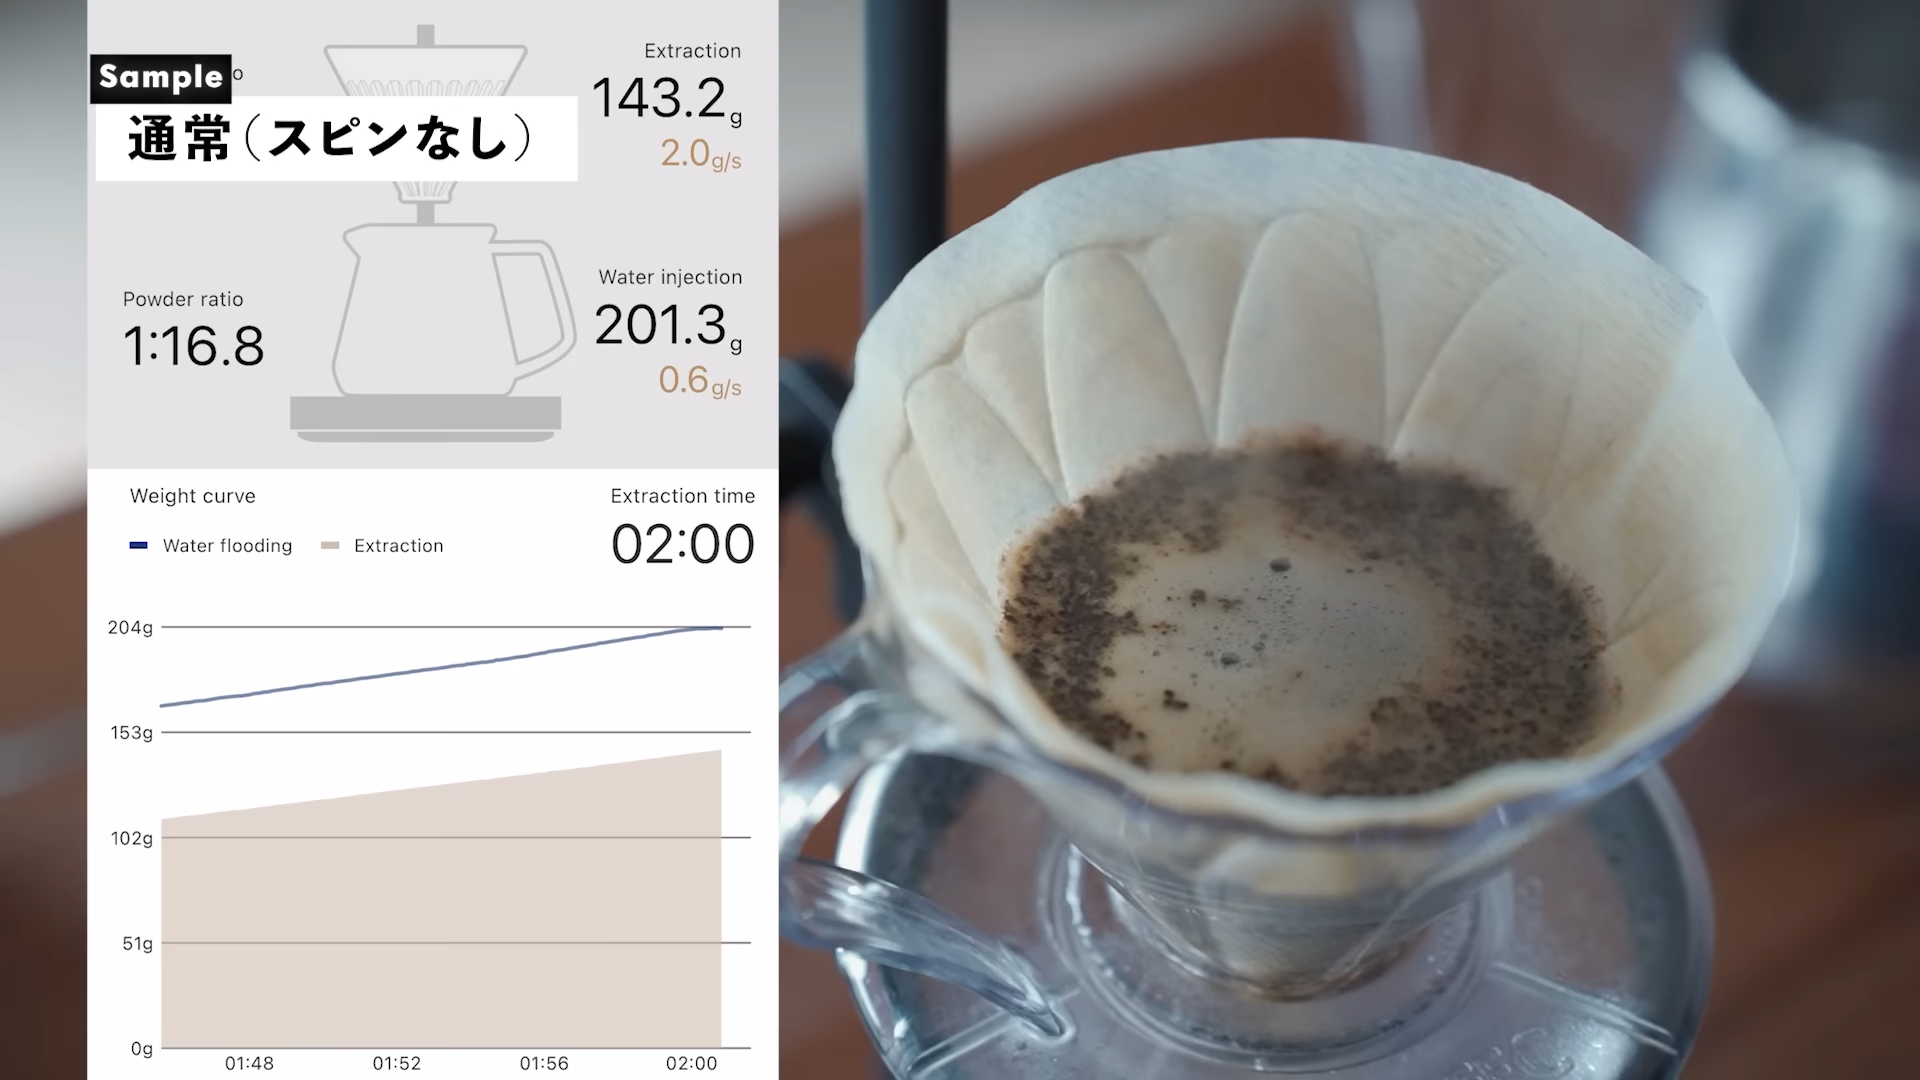 Sample
通常（スピンなし）
Extraction
143.2g
2.0g/s
Powder ratio
1:16.8
Water injection
201.3g
0.6g/s
Weight curve
Water flooding
Extraction
Extraction time
02:00
204g
153g
102g
51g
0g
01:48
01:52
01:56
02:00